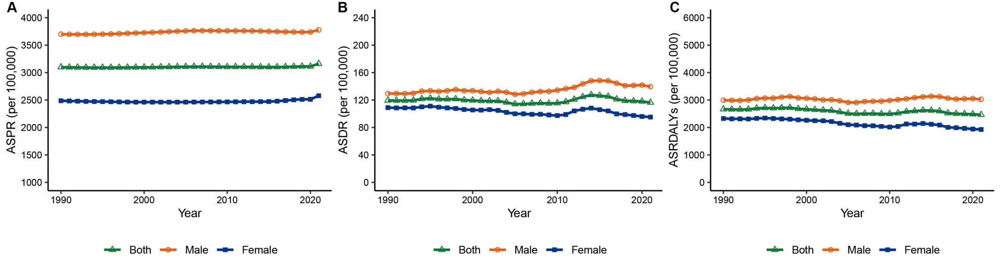 A
ASPR (per 100,000)
4000
3500
3000
2500
2000
1500
1000
1990 2000 2010 2020
Year
Both Male Female
B
ASDR (per 100,000)
240
200
160
120
80
40
0
1990 2000 2010 2020
Year
Both Male Female
C
ASRDALYs (per 100,000)
6000
5000
4000
3000
2000
1000
0
1990 2000 2010 2020
Year
Both Male Female